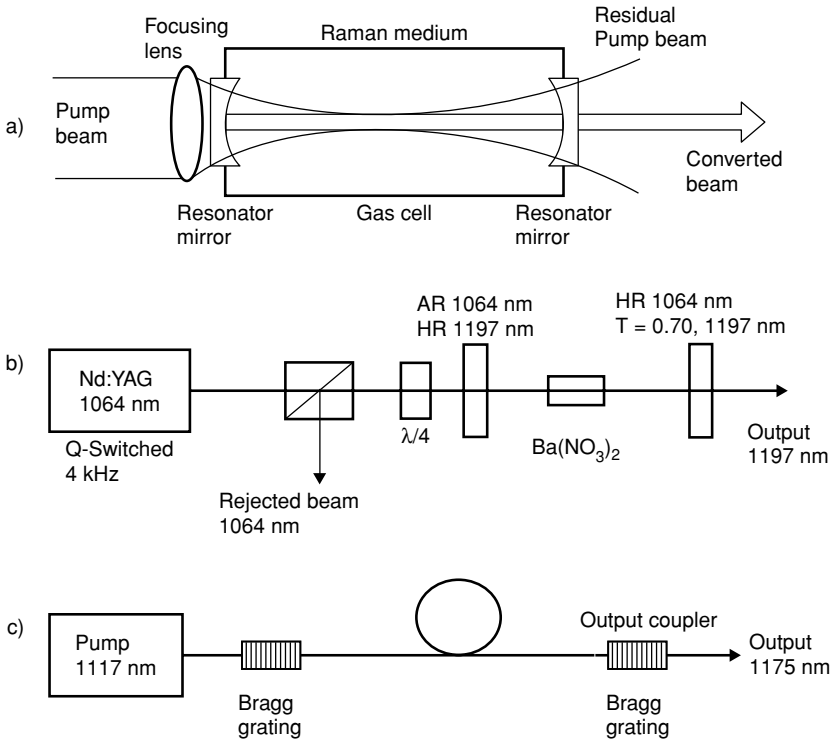 a)
Focusing
lens
Raman medium
Residual
Pump beam
Pump
beam
Converted
beam
Resonator
mirror
Gas cell
Resonator
mirror
b)
Nd:YAG
1064 nm
Q-Switched
4 kHz
Rejected beam
1064 nm
λ/4
AR 1064 nm
HR 1197 nm
Ba(NO₃)₂
HR 1064 nm
T = 0.70, 1197 nm
Output
1197 nm
c)
Pump
1117 nm
Bragg
grating
Output coupler
Bragg
grating
Output
1175 nm